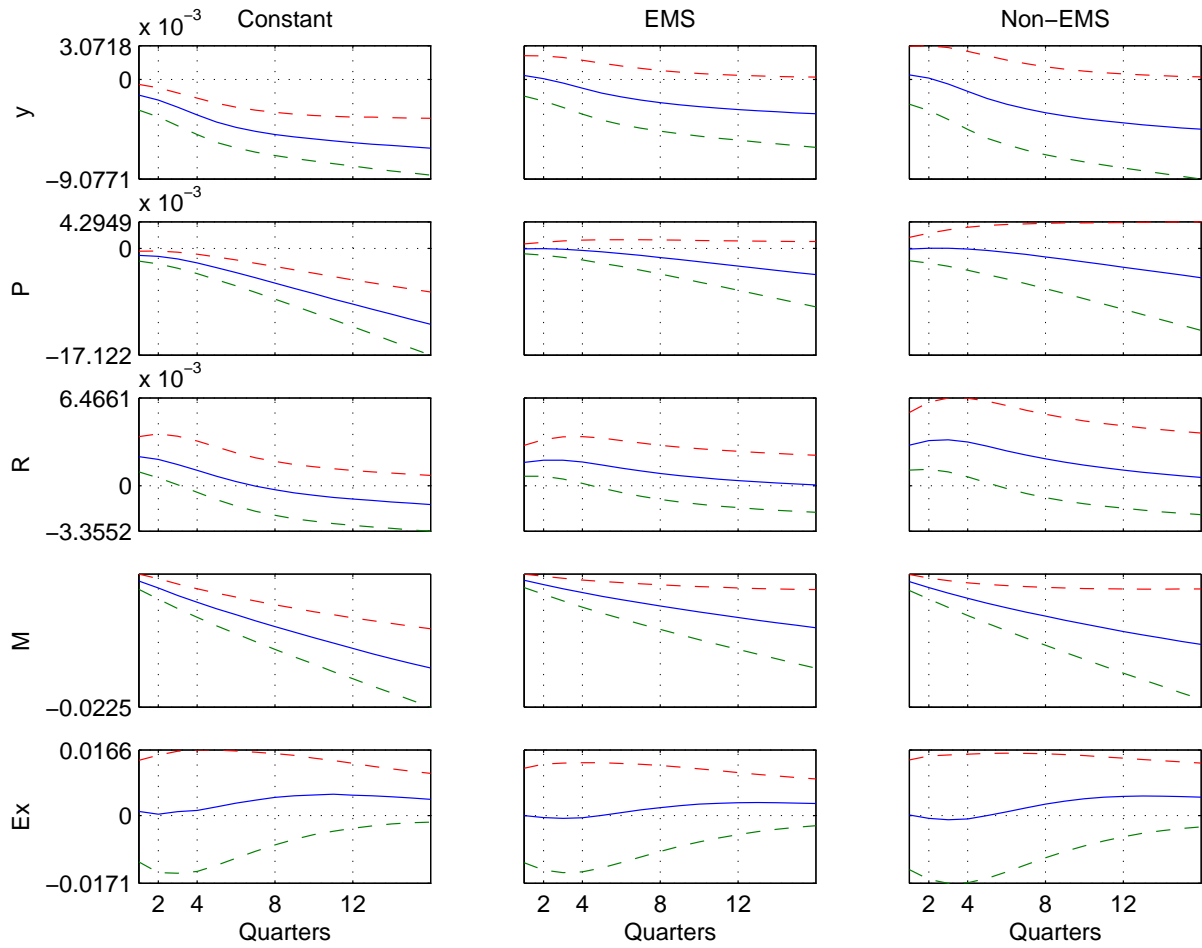 Constant EMS Non−EMS
x 10−3
3.0718
0
y
−9.0771
x 10−3
4.2949
0
P
−17.122
x 10−3
6.4661
0
R
−3.3552
M
−0.0225
0.0166
0
Ex
−0.0171
2 4 8 12 2 4 8 12 2 4 8 12
Quarters Quarters Quarters